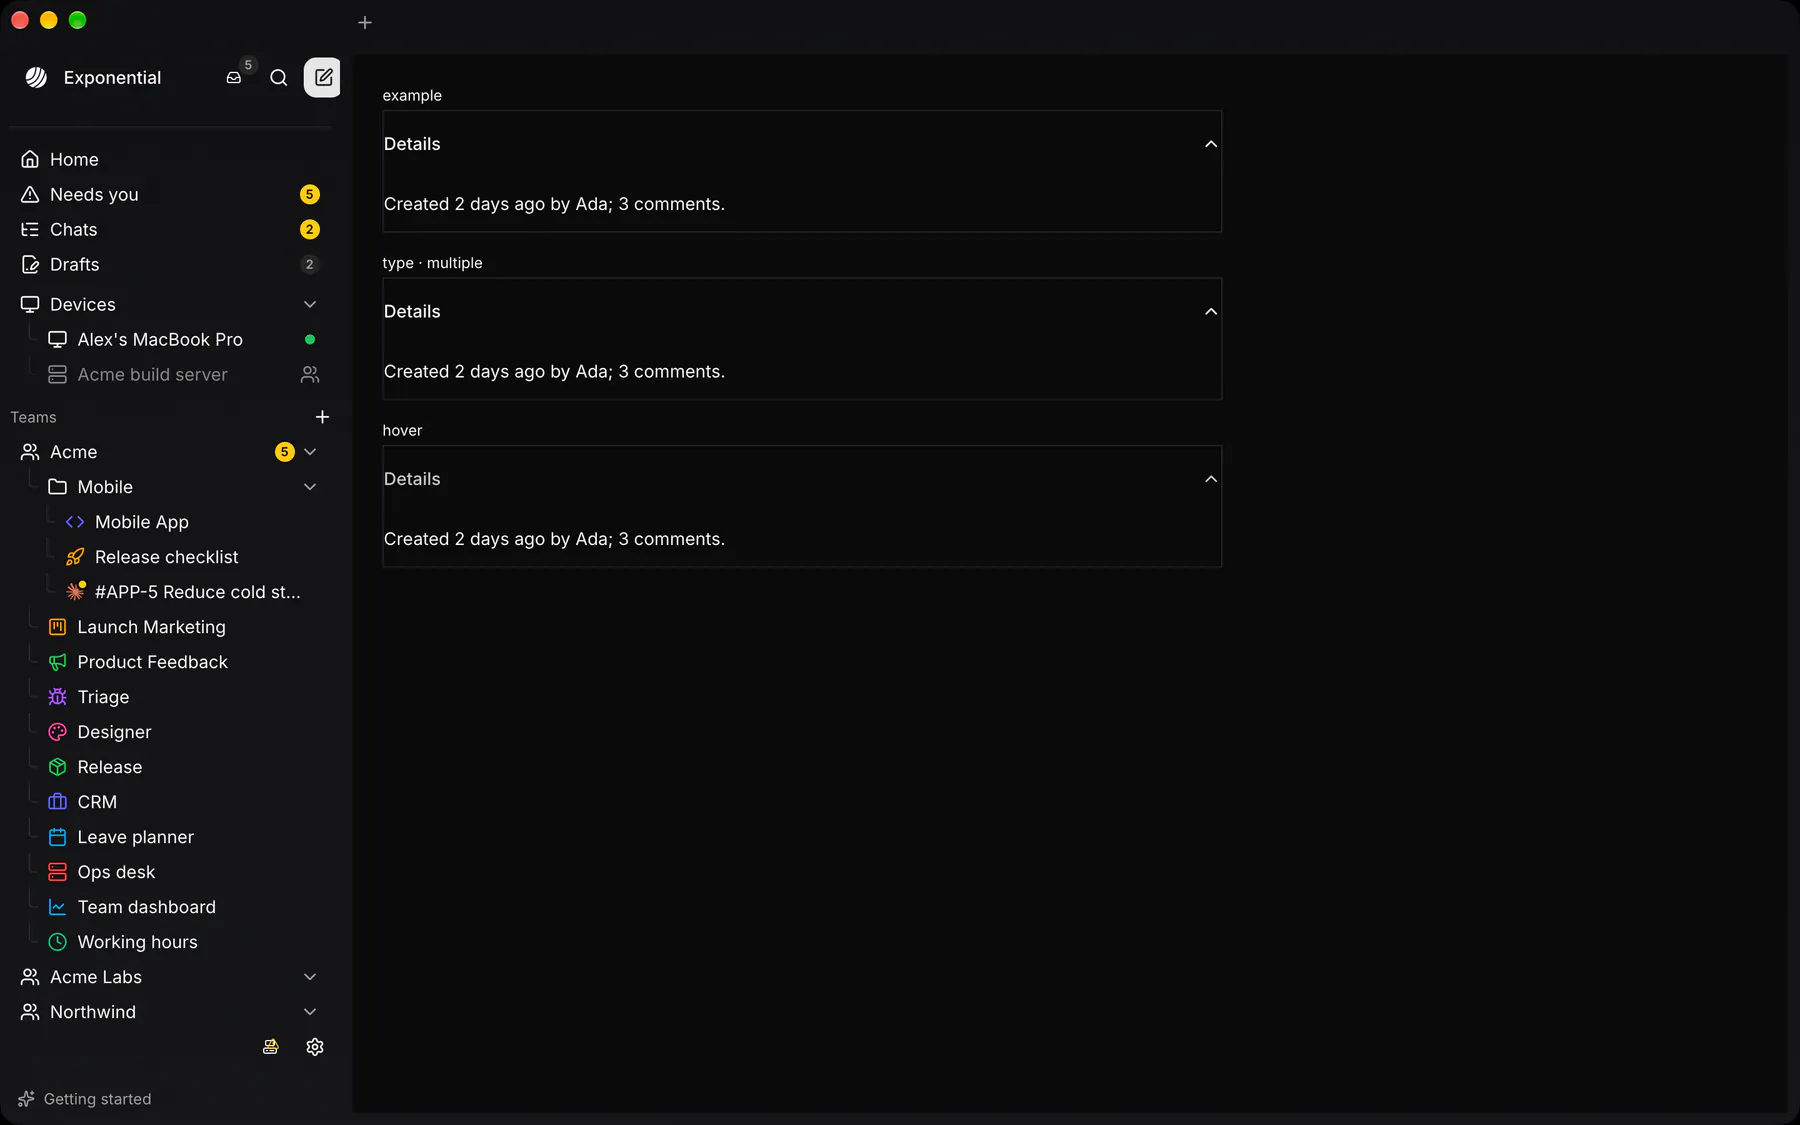 Exponential
5
Home
Needs you
5
Chats
2
Drafts
2
Devices
Alex's MacBook Pro
Acme build server
Teams
Acme
5
Mobile
Mobile App
Release checklist
#APP-5 Reduce cold st...
Launch Marketing
Product Feedback
Triage
Designer
Release
CRM
Leave planner
Ops desk
Team dashboard
Working hours
Acme Labs
Northwind
Getting started
example
Details
Created 2 days ago by Ada; 3 comments.
type · multiple
Details
Created 2 days ago by Ada; 3 comments.
hover
Details
Created 2 days ago by Ada; 3 comments.